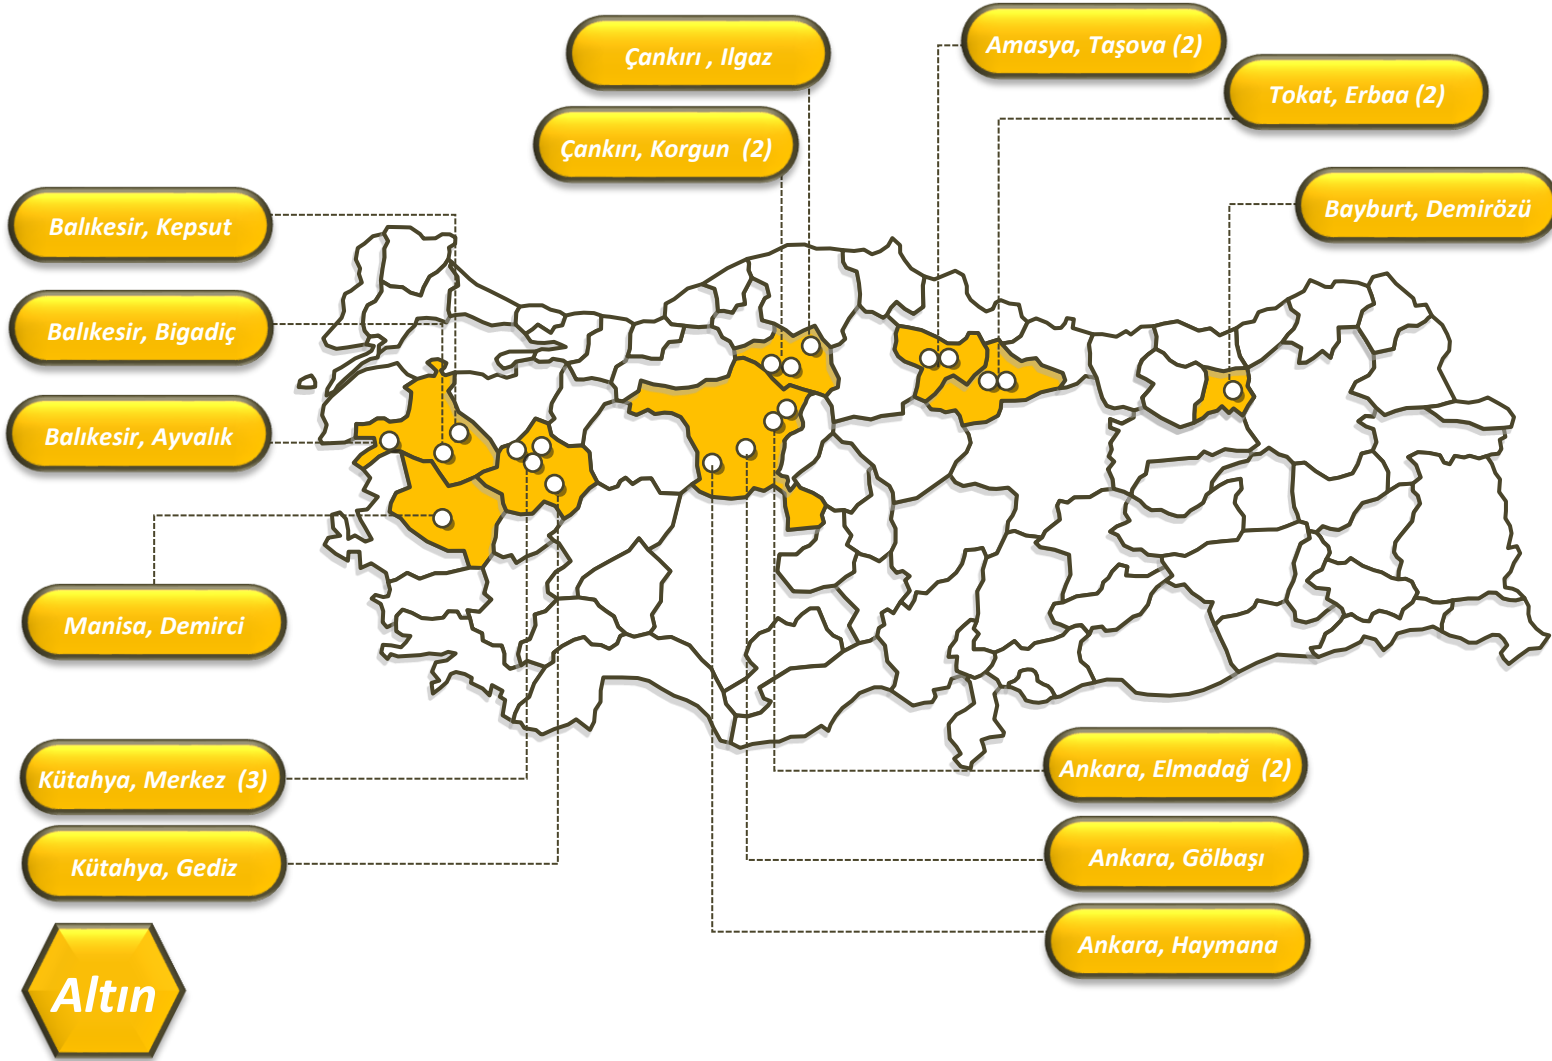 Çankırı , Ilgaz
Amasya, Taşova (2)
Tokat, Erbaa (2)
Çankırı, Korgun (2)
Bayburt, Demirözü
Balıkesir, Kepsut
Balıkesir, Bigadiç
Balıkesir, Ayvalık
Manisa, Demirci
Kütahya, Merkez (3)
Kütahya, Gediz
Ankara, Elmadağ (2)
Ankara, Gölbaşı
Ankara, Haymana
Altın